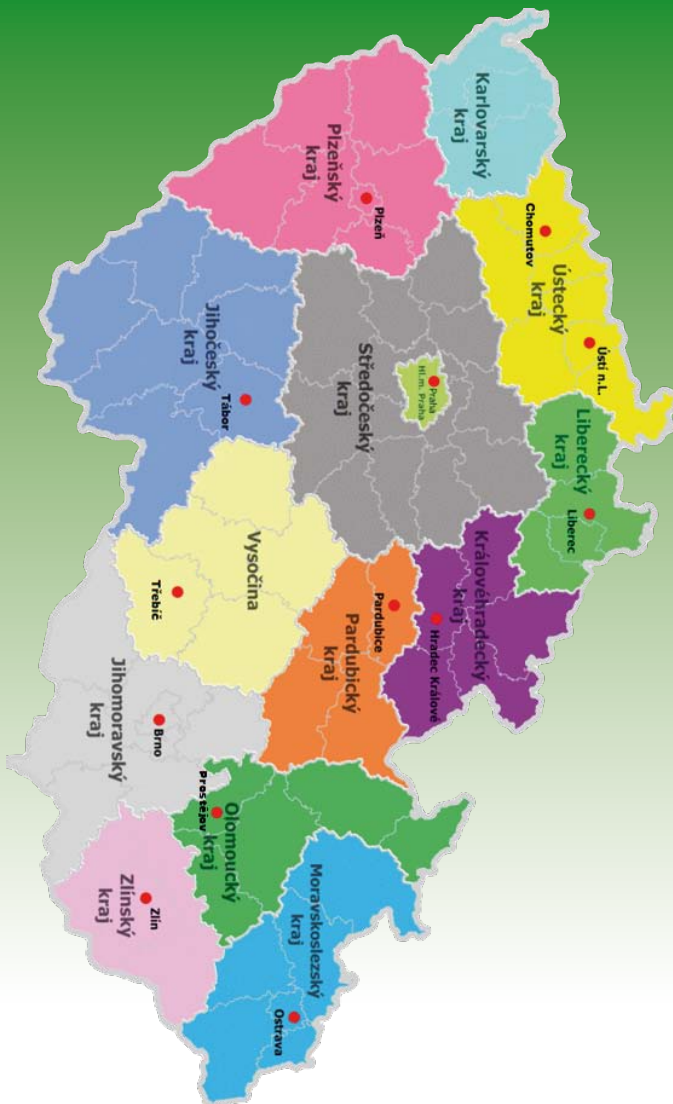 Karlovarský
kraj
Plzeňský
kraj
Plzeň
Chomutov
Ústecký
kraj
Ústí n.L.
Středočeský
kraj
Praha
Hl.m. Praha
Jihočeský
kraj
Tábor
Liberecký
kraj
Liberec
Královéhradecký
kraj
Hradec Králové
Pardubice
Pardubický
kraj
Vysočina
Třebíč
Jihomoravský
kraj
Brno
Olomoucký
kraj
Prostějov
Zlínský
kraj
Zlín
Moravskoslezský
kraj
Ostrava